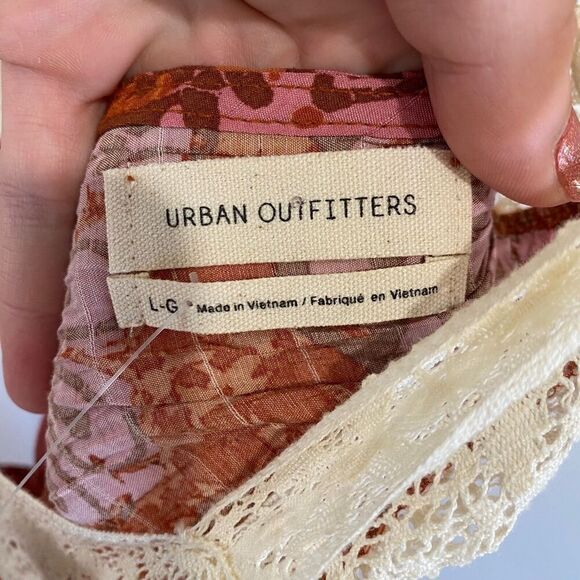 URBAN OUTFITTERS
L-G Made in Vietnam / Fabriqué en Vietnam